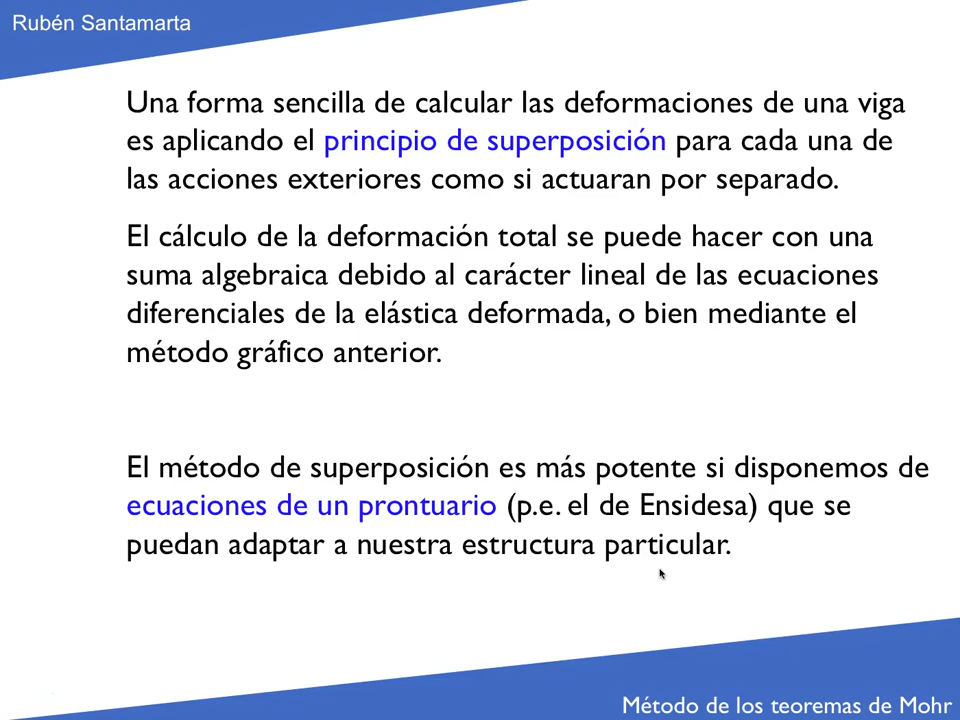 Rubén Santamarta
Una forma sencilla de calcular las deformaciones de una viga
es aplicando el principio de superposición para cada una de
las acciones exteriores como si actuaran por separado.
El cálculo de la deformación total se puede hacer con una
suma algebraica debido al carácter lineal de las ecuaciones
diferenciales de la elástica deformada, o bien mediante el
método gráfico anterior.
El método de superposición es más potente si disponemos de
ecuaciones de un prontuario (p.e. el de Ensidesa) que se
puedan adaptar a nuestra estructura particular.
Método de los teoremas de Mohr